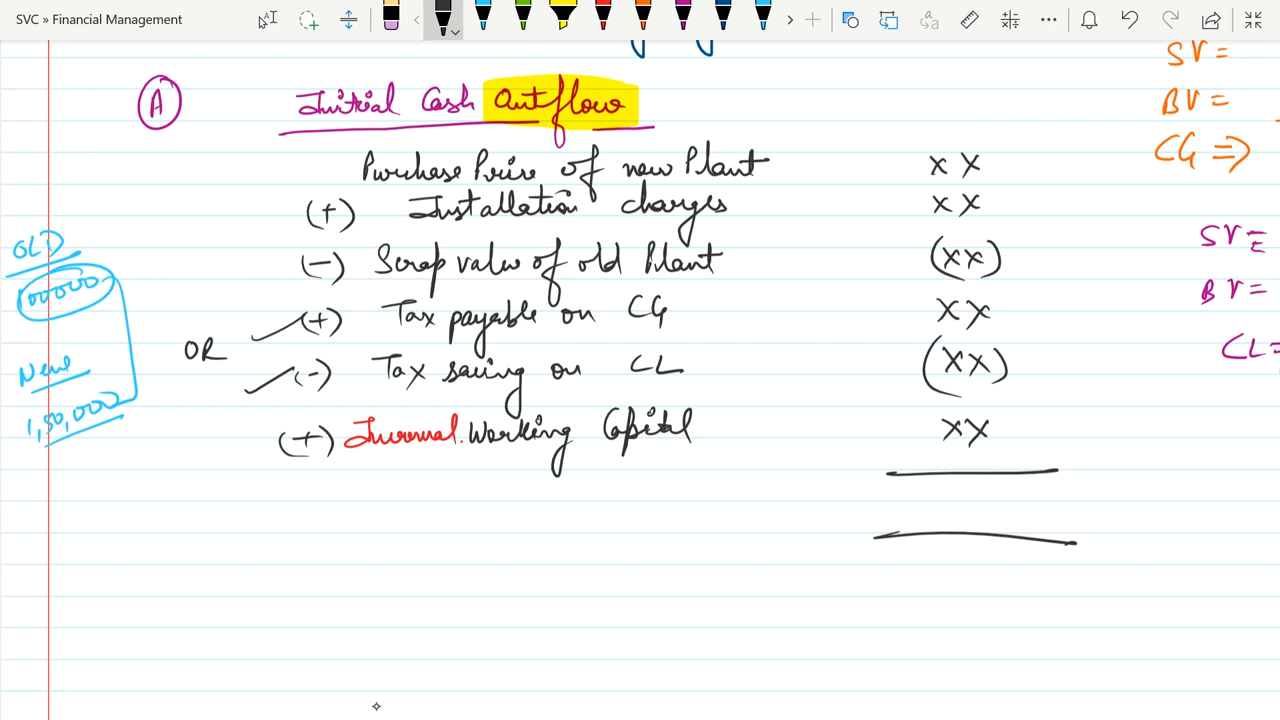 SVC » Financial Management
SV =
BV =
CG ⇒
(A) Initial Cash Outflow
Purchase Price of new Plant XX
(+) Installation charges XX
(-) Scrap value of old Plant (XX)
(+) Tax payable on CG XX
OR
(-) Tax saving on CL (XX)
(+) Working Capital XX
OLD
100000
New
1,50,000
SV =
BV =
CL =